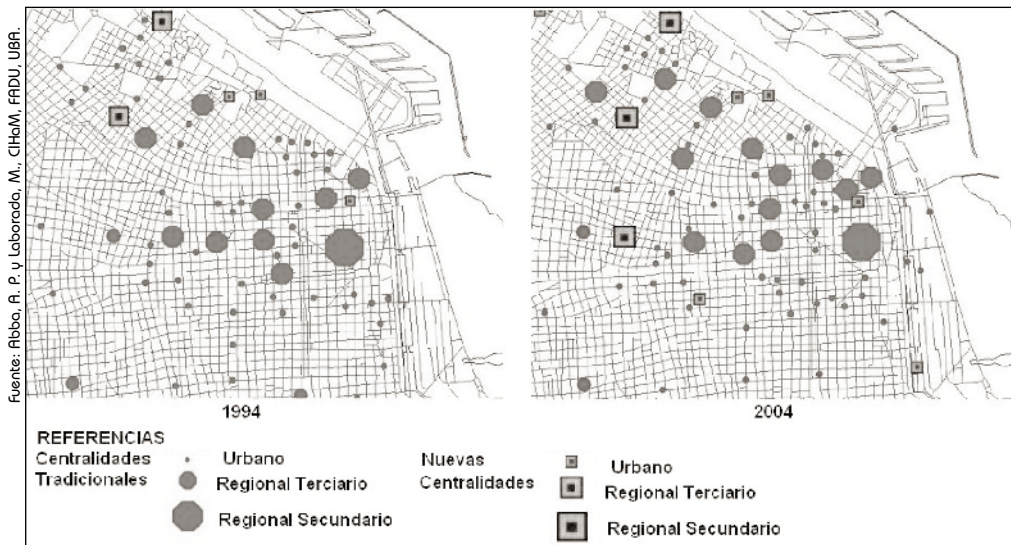 Fuente: Abba, A. P. y Laborada, M., CIHaM, FADU, UBA.
1994
2004
REFERENCIAS
Centralidades
Tradicionales
Urbano
Regional Terciario
Regional Secundario
Nuevas
Centralidades
Urbano
Regional Terciario
Regional Secundario